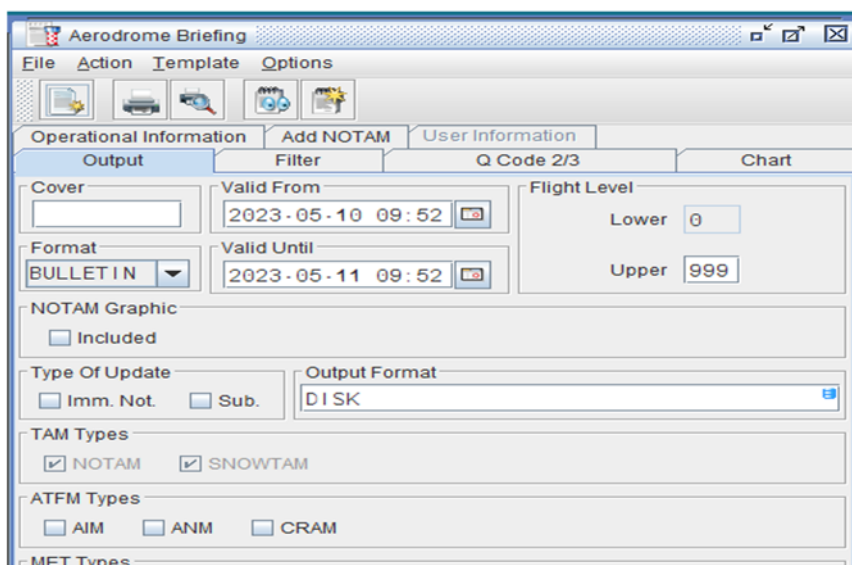 Aerodrome Briefing
File Action Template Options
Operational Information Add NOTAM User Information
Output Filter Q Code 2/3 Chart
Cover Valid From Flight Level
2023-05-10 09:52 Lower 0
Format Valid Until
BULLETIN 2023-05-11 09:52 Upper 999
NOTAM Graphic
Included
Type Of Update Output Format
Imm. Not. Sub. DISK
TAM Types
NOTAM SNOWTAM
ATFM Types
AIM ANM CRAM
MET Types